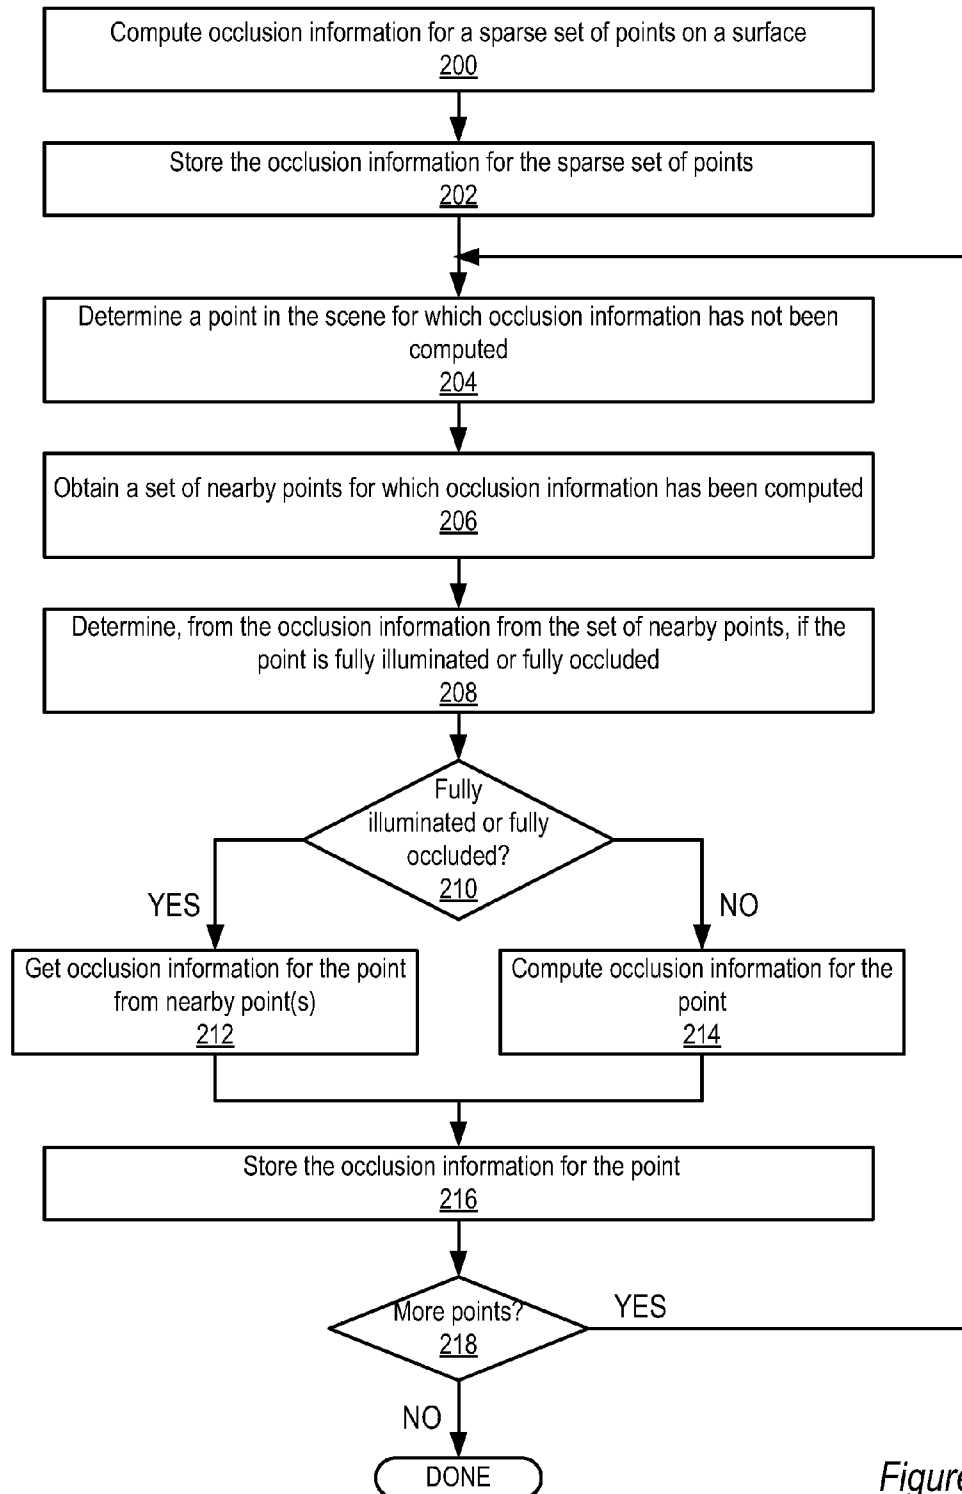 Compute occlusion information for a sparse set of points on a surface
200
Store the occlusion information for the sparse set of points
202
Determine a point in the scene for which occlusion information has not been
computed
204
Obtain a set of nearby points for which occlusion information has been computed
206
Determine, from the occlusion information from the set of nearby points, if the
point is fully illuminated or fully occluded
208
Fully
illuminated or fully
occluded?
210
YES
NO
Get occlusion information for the point
from nearby point(s)
212
Compute occlusion information for the
point
214
Store the occlusion information for the point
216
More points?
218
YES
NO
DONE
Figure